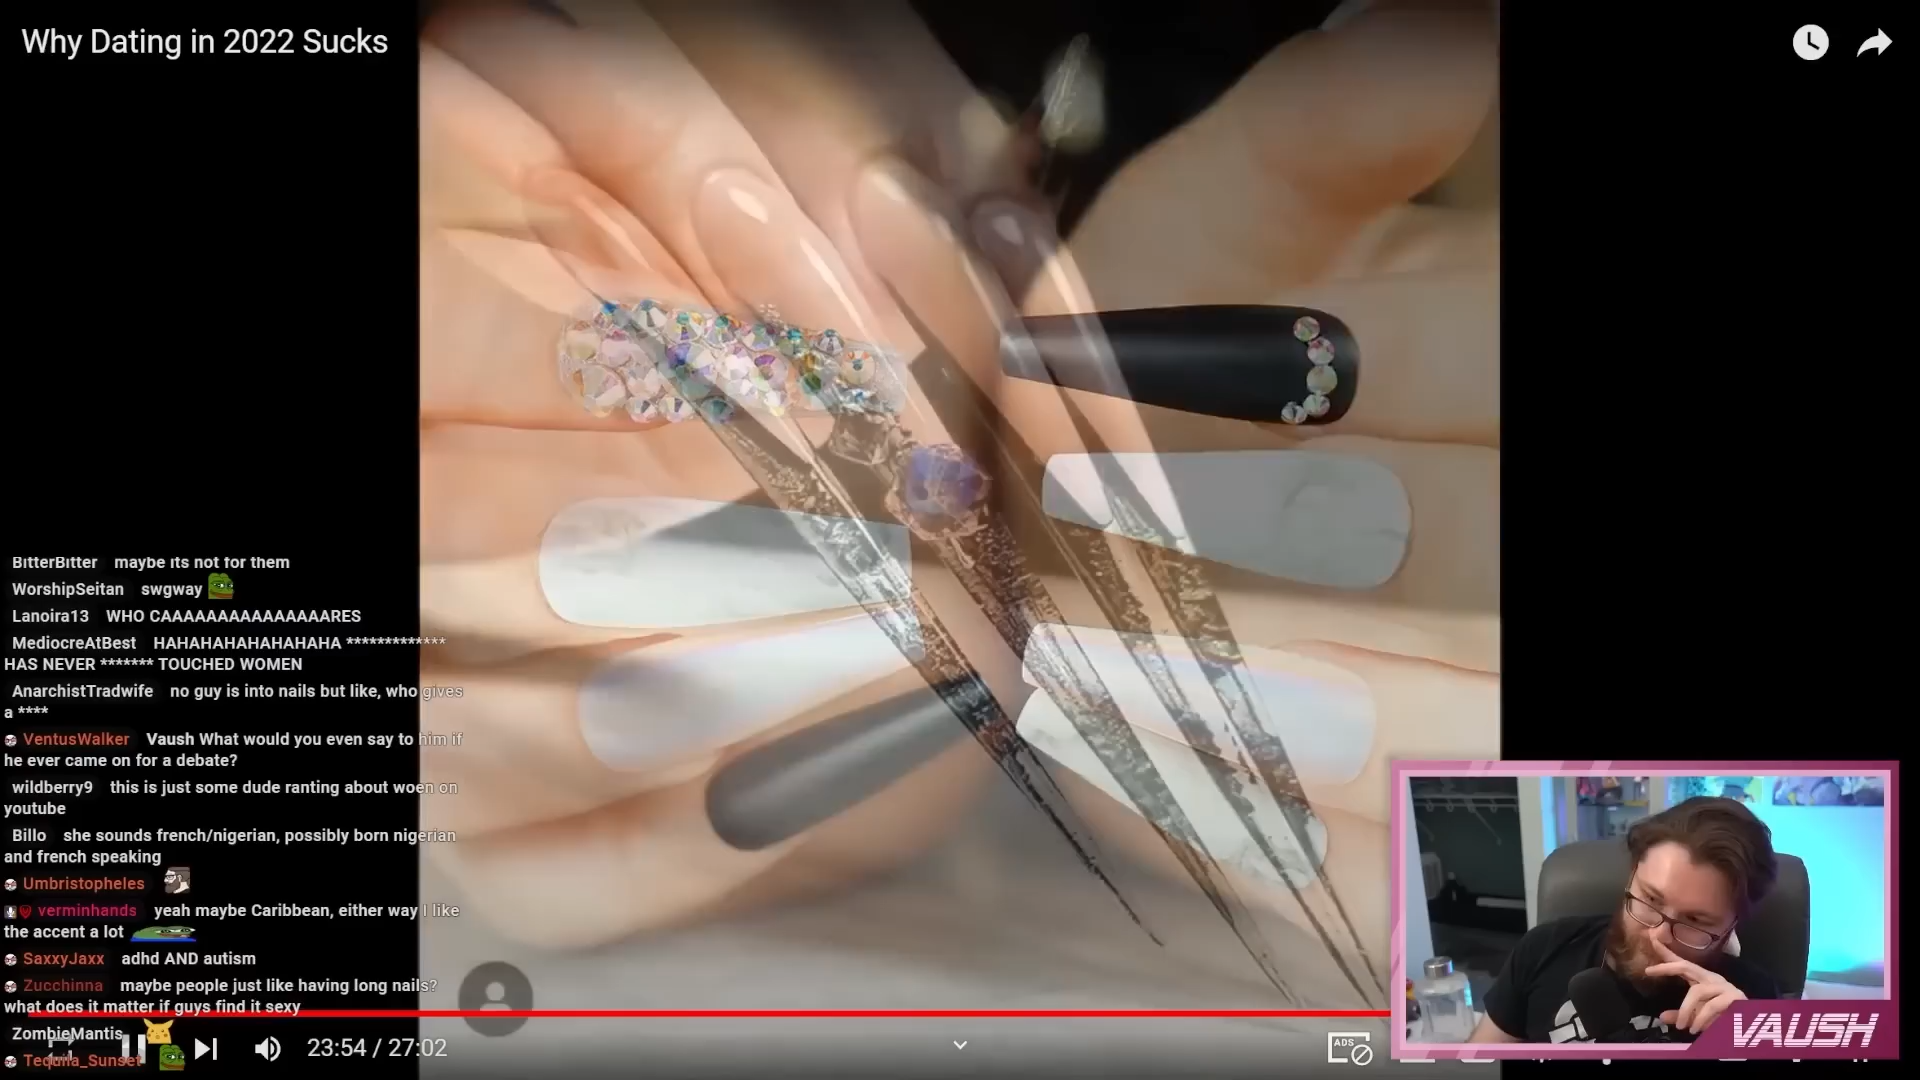 Why Dating in 2022 Sucks
BitterBitter maybe its not for them
WorshipSeitan swgway
Lanoira13 WHO CAAAAAAAAAAAAAAARES
MediocreAtBest HAHAHAHAHAHAHA *************
HAS NEVER ******* TOUCHED WOMEN
AnarchistTradwife no guy is into nails but like, who gives
a ****
VentusWalker Vaush What would you even say to him if
he ever came on for a debate?
wildberry9 this is just some dude ranting about woen on
youtube
Billo she sounds french/nigerian, possibly born nigerian
and french speaking
Umbristopheles
verminhands yeah maybe Caribbean, either way I like
the accent a lot
SaxxyJaxx adhd AND autism
Zucchinna maybe people just like having long nails?
what does it matter if guys find it sexy
ZombieMantis
Tequila_Sunset
23:54 / 27:02
ADS
VAUSH